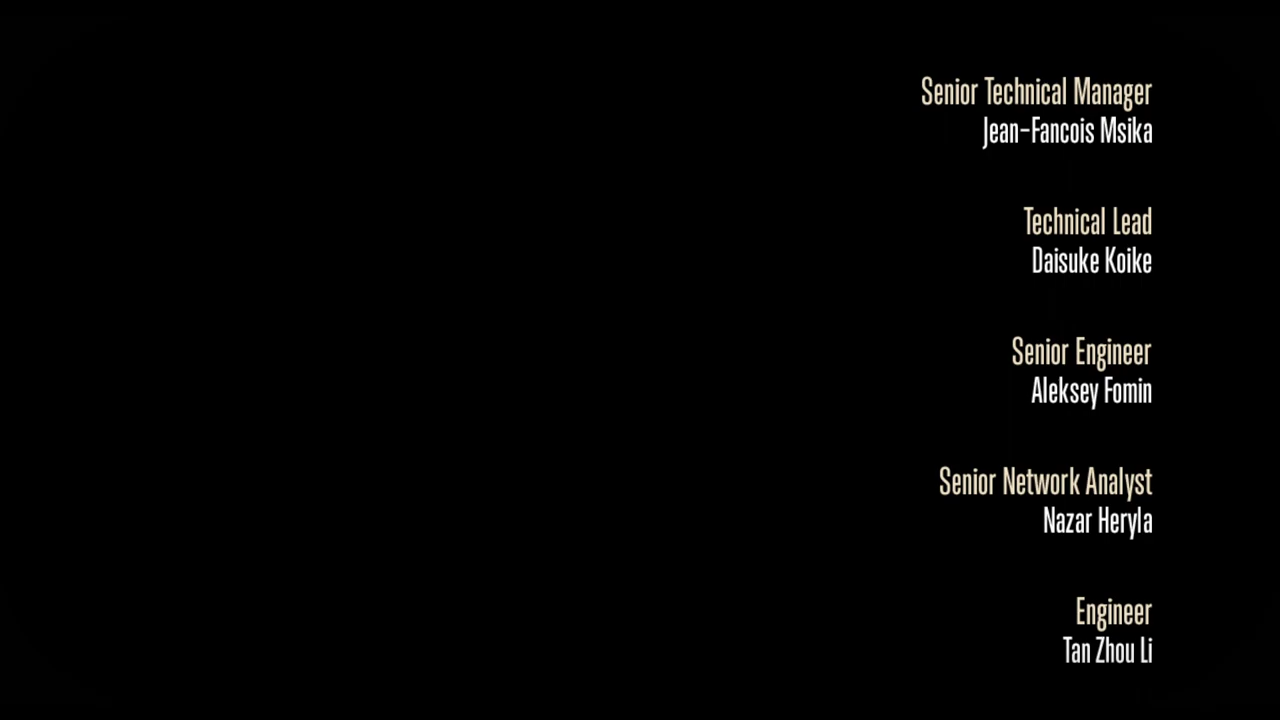 Senior Technical Manager
Jean-Fancois Msika
Technical Lead
Daisuke Koike
Senior Engineer
Aleksey Fomin
Senior Network Analyst
Nazar Heryla
Engineer
Tan Zhou Li